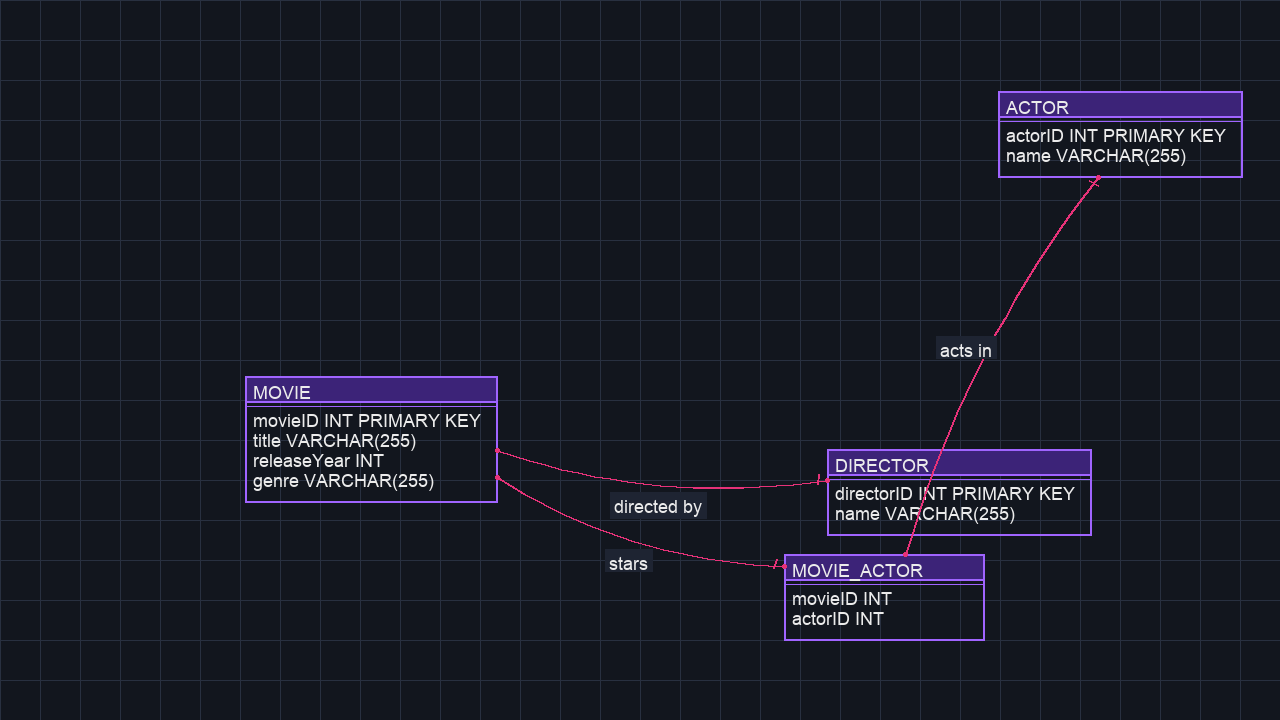 ACTOR
actorID INT PRIMARY KEY
name VARCHAR(255)
acts in
MOVIE
movieID INT PRIMARY KEY
title VARCHAR(255)
releaseYear INT
genre VARCHAR(255)
directed by
stars
DIRECTOR
directorID INT PRIMARY KEY
name VARCHAR(255)
MOVIE_ACTOR
movieID INT
actorID INT